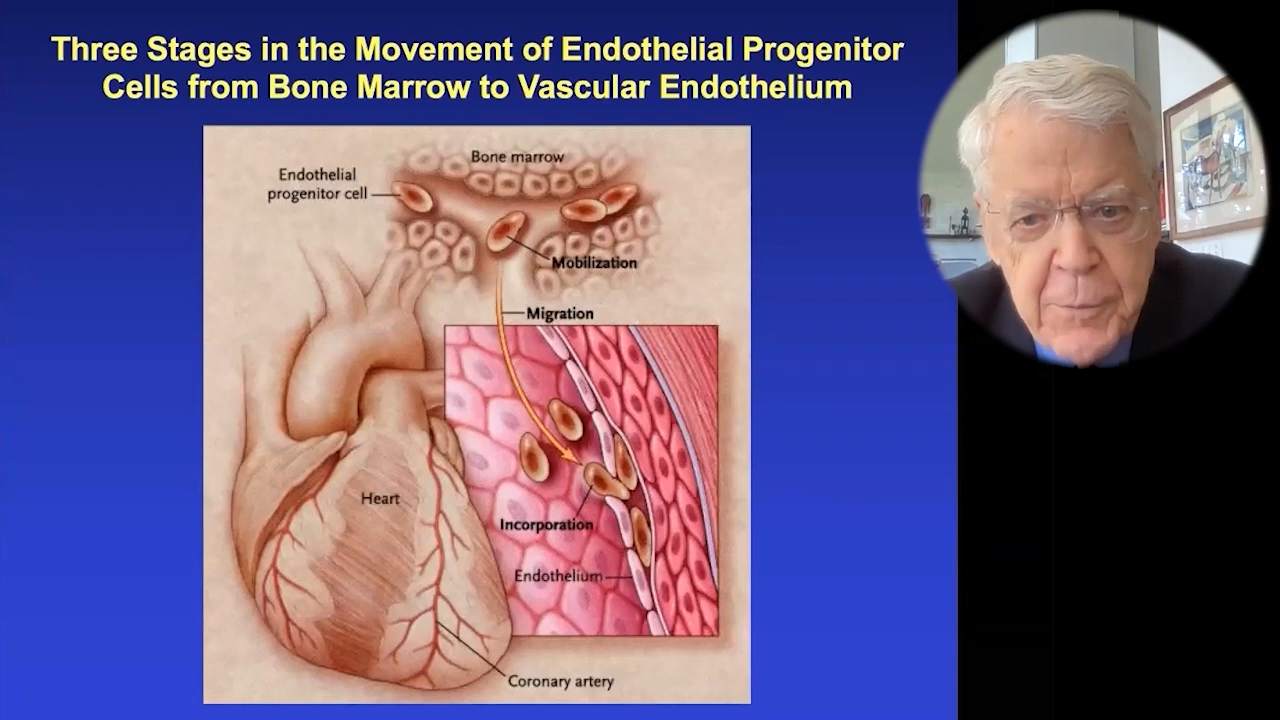 Three Stages in the Movement of Endothelial Progenitor
Cells from Bone Marrow to Vascular Endothelium
Bone marrow
Endothelial
progenitor cell
Mobilization
Migration
Heart
Incorporation
Endothelium
Coronary artery